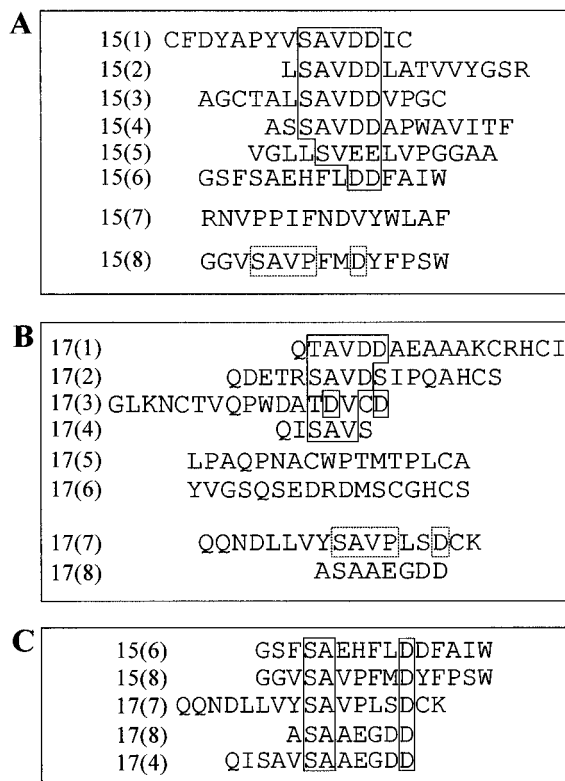 A
15(1) CFDYAPYVSAVDDIC
15(2) LSAVDDLATVVYGSR
15(3) AGCTALSAVDDVPGC
15(4) ASSAVDDAPWAVITF
15(5) VGLLSVEELVPGGAA
15(6) GSFSAEHFLDDFAIW
15(7) RNVPPIFNDVYWLAF
15(8) GGVSAVPFMDYFPSW
B
17(1) QTAVDDAEAAAKCRHCI
17(2) QDETRSAVDSIPQAHCS
17(3) GLKNCTVQPWDATDVCD
17(4) QISAVS
17(5) LPAQPNACWPTMTPLCA
17(6) YVGSQSEDRDMSCGHCS
17(7) QQNDLLVYSAVPLSDCK
17(8) ASAAEGDD
C
15(6) GSFSAEHFLDDFAIW
15(8) GGVSAVPFMDYFPSW
17(7) QQNDLLVYSAVPLSDCK
17(8) ASAAEGDD
17(4) QISAVSAAEGDD